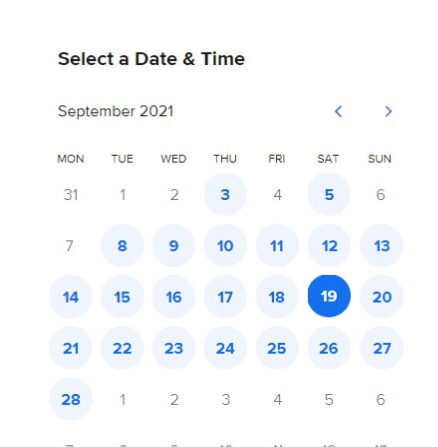 Select a Date & Time
September 2021
MON TUE WED THU FRI SAT SUN
31 1 2 3 4 5 6
7 8 9 10 11 12 13
14 15 16 17 18 19 20
21 22 23 24 25 26 27
28 1 2 3 4 5 6